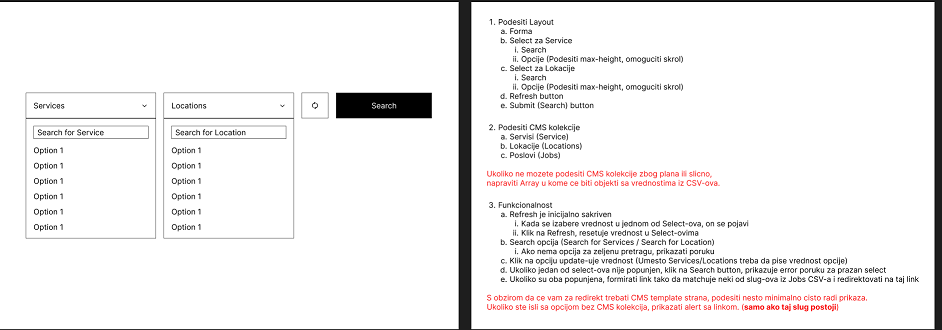 Services
Locations
Search
Search for Service
Search for Location
Option 1
Option 1
Option 1
Option 1
Option 1
Option 1
Option 1
Option 1
Option 1
Option 1
Option 1
Option 1
1. Podesiti Layout
a. Forma
b. Select za Service
i. Search
ii. Opcije (Podesiti max-height, omoguciti skrol)
c. Select za Lokacije
i. Search
ii. Opcije (Podesiti max-height, omoguciti skrol)
d. Refresh button
e. Submit (Search) button
2. Podesiti CMS kolekcije
a. Servisi (Service)
b. Lokacije (Locations)
c. Poslovi (Jobs)
Ukoliko ne mozete podesiti CMS kolekcije zbog plana ili slicno,
napraviti Array u kome ce biti objekti sa vrednostima iz CSV-ova.
3. Funkcionalnost
a. Refresh je inicijalno sakriven
i. Kada se izabere vrednost u jednom od Select-ova, on se pojavi
ii. Klik na Refresh, resetuje vrednost u Select-ovima
b. Search opcija (Search for Services / Search for Location)
i. Ako nema opcija za zeljenu pretragu, prikazati poruku
c. Klik na opciju update-uje vrednost (Umesto Services/Locations treba da pise vrednost opcije)
d. Ukoliko jedan od select-ova nije popunjen, klik na Search button, prikazuje error poruku za prazan select
e. Ukoliko su oba popunjena, formirati link tako da matchuje neki od slug-ova iz Jobs CSV-a i redirektovati na taj link
S obzirom da ce vam za redirekt trebati CMS template strana, podesiti nesto minimalno cisto radi prikaza.
Ukoliko ste isli sa opcijom bez CMS kolekcija, prikazati alert sa linkom. (samo ako taj slug postoji)